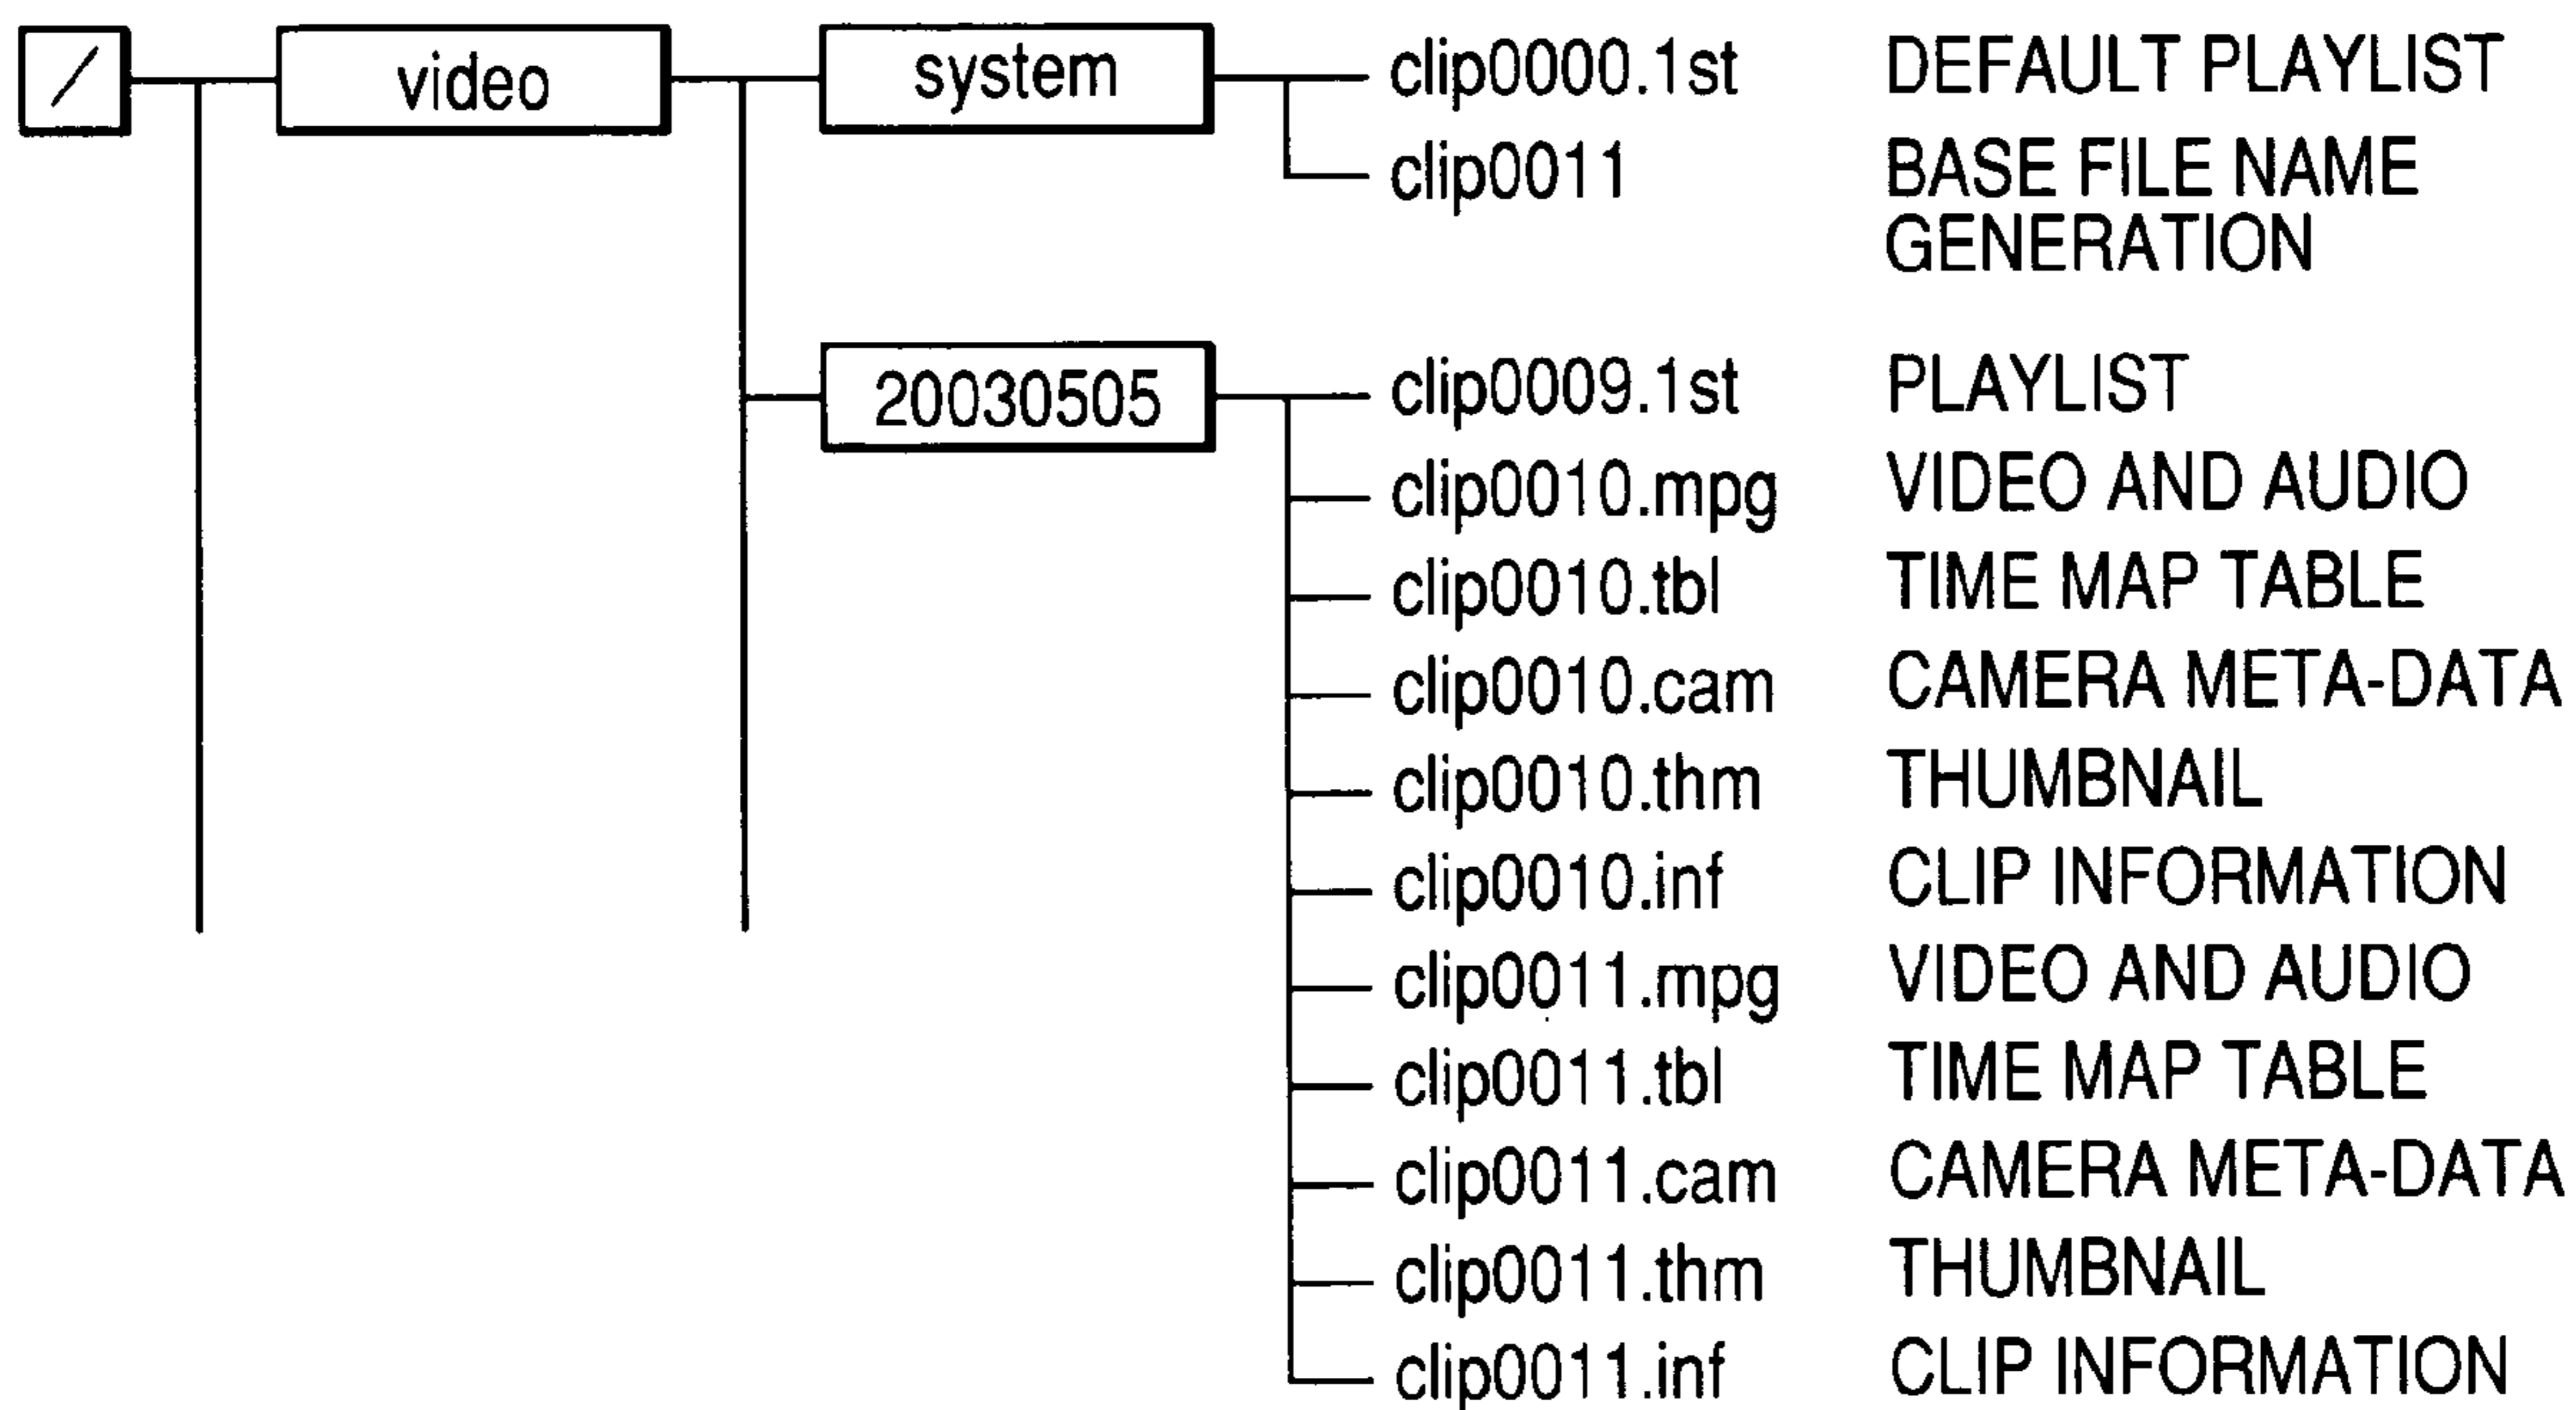 / video system clip0000.1st DEFAULT PLAYLIST
clip0011 BASE FILE NAME
GENERATION
20030505 clip0009.1st PLAYLIST
clip0010.mpg VIDEO AND AUDIO
clip0010.tbl TIME MAP TABLE
clip0010.cam CAMERA META-DATA
clip0010.thm THUMBNAIL
clip0010.inf CLIP INFORMATION
clip0011.mpg VIDEO AND AUDIO
clip0011.tbl TIME MAP TABLE
clip0011.cam CAMERA META-DATA
clip0011.thm THUMBNAIL
clip0011.inf CLIP INFORMATION